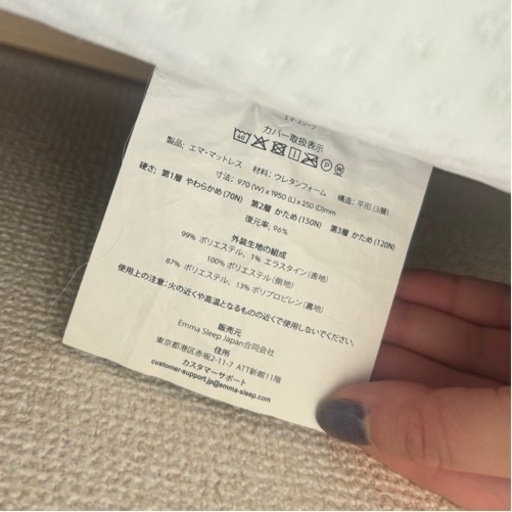 エマ・スリープ
カバー取扱表示
40 P W
製品: エマ・マットレス 材料: ウレタンフォーム 構造: 平形 (3層)
寸法: 970 (W) x 1950 (L) x 250 (D)mm
硬さ: 第1層 やわらかめ (70N) 第2層 かため (150N) 第3層 かため (120N)
復元率: 96%
外装生地の組成
99% ポリエステル、1% エラスタイン (表地)
100% ポリエステル (側地)
87% ポリエステル、13% ポリプロピレン (裏地)
使用上の注意: 火の近くや高温となるものの近くで使用しないでください。
販売元
Emma Sleep Japan合同会社
住所
東京都港区赤坂2-11-7 ATT新館11階
カスタマーサポート
customer-support.jp@emma-sleep.com